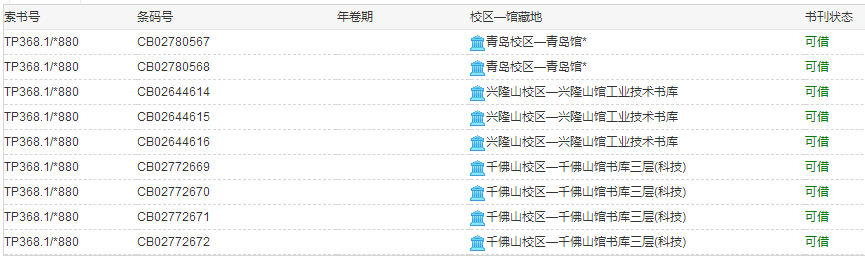 索书号 条码号 年卷期 校区—馆藏地 书刊状态
TP368.1/*880 CB02780567 青岛校区—青岛馆* 可借
TP368.1/*880 CB02780568 青岛校区—青岛馆* 可借
TP368.1/*880 CB02644614 兴隆山校区—兴隆山馆工业技术书库 可借
TP368.1/*880 CB02644615 兴隆山校区—兴隆山馆工业技术书库 可借
TP368.1/*880 CB02644616 兴隆山校区—兴隆山馆工业技术书库 可借
TP368.1/*880 CB02772669 千佛山校区—千佛山馆书库三层(科技) 可借
TP368.1/*880 CB02772670 千佛山校区—千佛山馆书库三层(科技) 可借
TP368.1/*880 CB02772671 千佛山校区—千佛山馆书库三层(科技) 可借
TP368.1/*880 CB02772672 千佛山校区—千佛山馆书库三层(科技) 可借